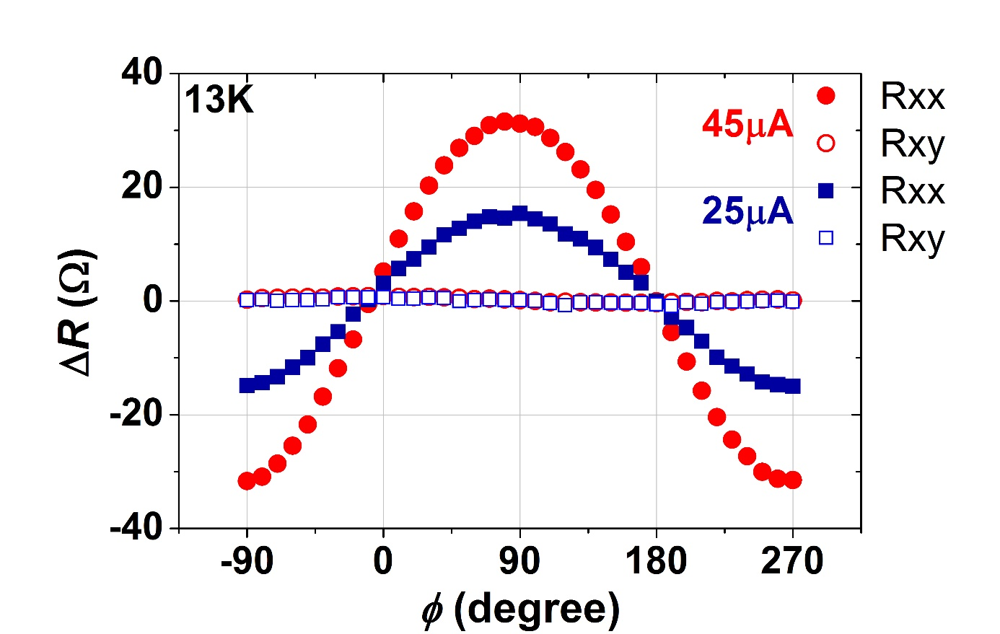 13K
45μA
25μA
Rxx
Rxy
Rxx
Rxy
40
20
0
-20
-40
ΔR (Ω)
-90 0 90 180 270
ϕ (degree)